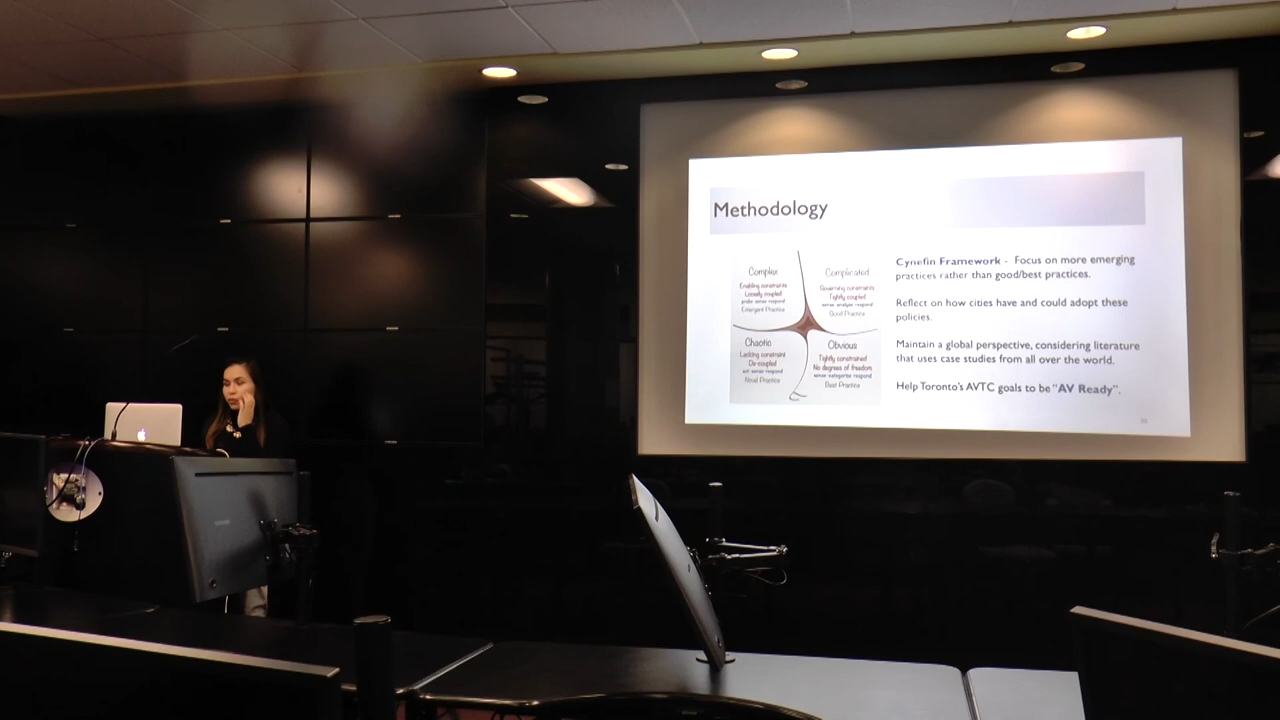 Methodology
Complex
Enabling constraints
Loosely coupled
probe-sense-respond
Emergent Practice
Complicated
Governing constraints
Tightly coupled
sense-analyse-respond
Good Practice
Chaotic
Lacking constraint
De-coupled
act-sense-respond
Novel Practice
Obvious
Tightly constrained
No degrees of freedom
sense-categorise-respond
Best Practice
Cynefin Framework - Focus on more emerging
practices rather than good/best practices.
Reflect on how cities have and could adopt these
policies.
Maintain a global perspective, considering literature
that uses case studies from all over the world.
Help Toronto's AVTC goals to be "AV Ready".